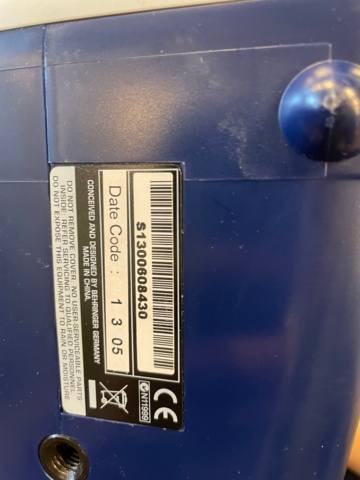 S1300608430
Date Code : 1 3 05
CONCEIVED AND DESIGNED BY BEHRINGER GERMANY
MADE IN CHINA
CE
N11999
DO NOT REMOVE COVER. NO USER-SERVICEABLE PARTS
INSIDE. REFER SERVICING TO QUALIFIED PERSONNEL.
DO NOT EXPOSE THIS EQUIPMENT TO RAIN OR MOISTURE